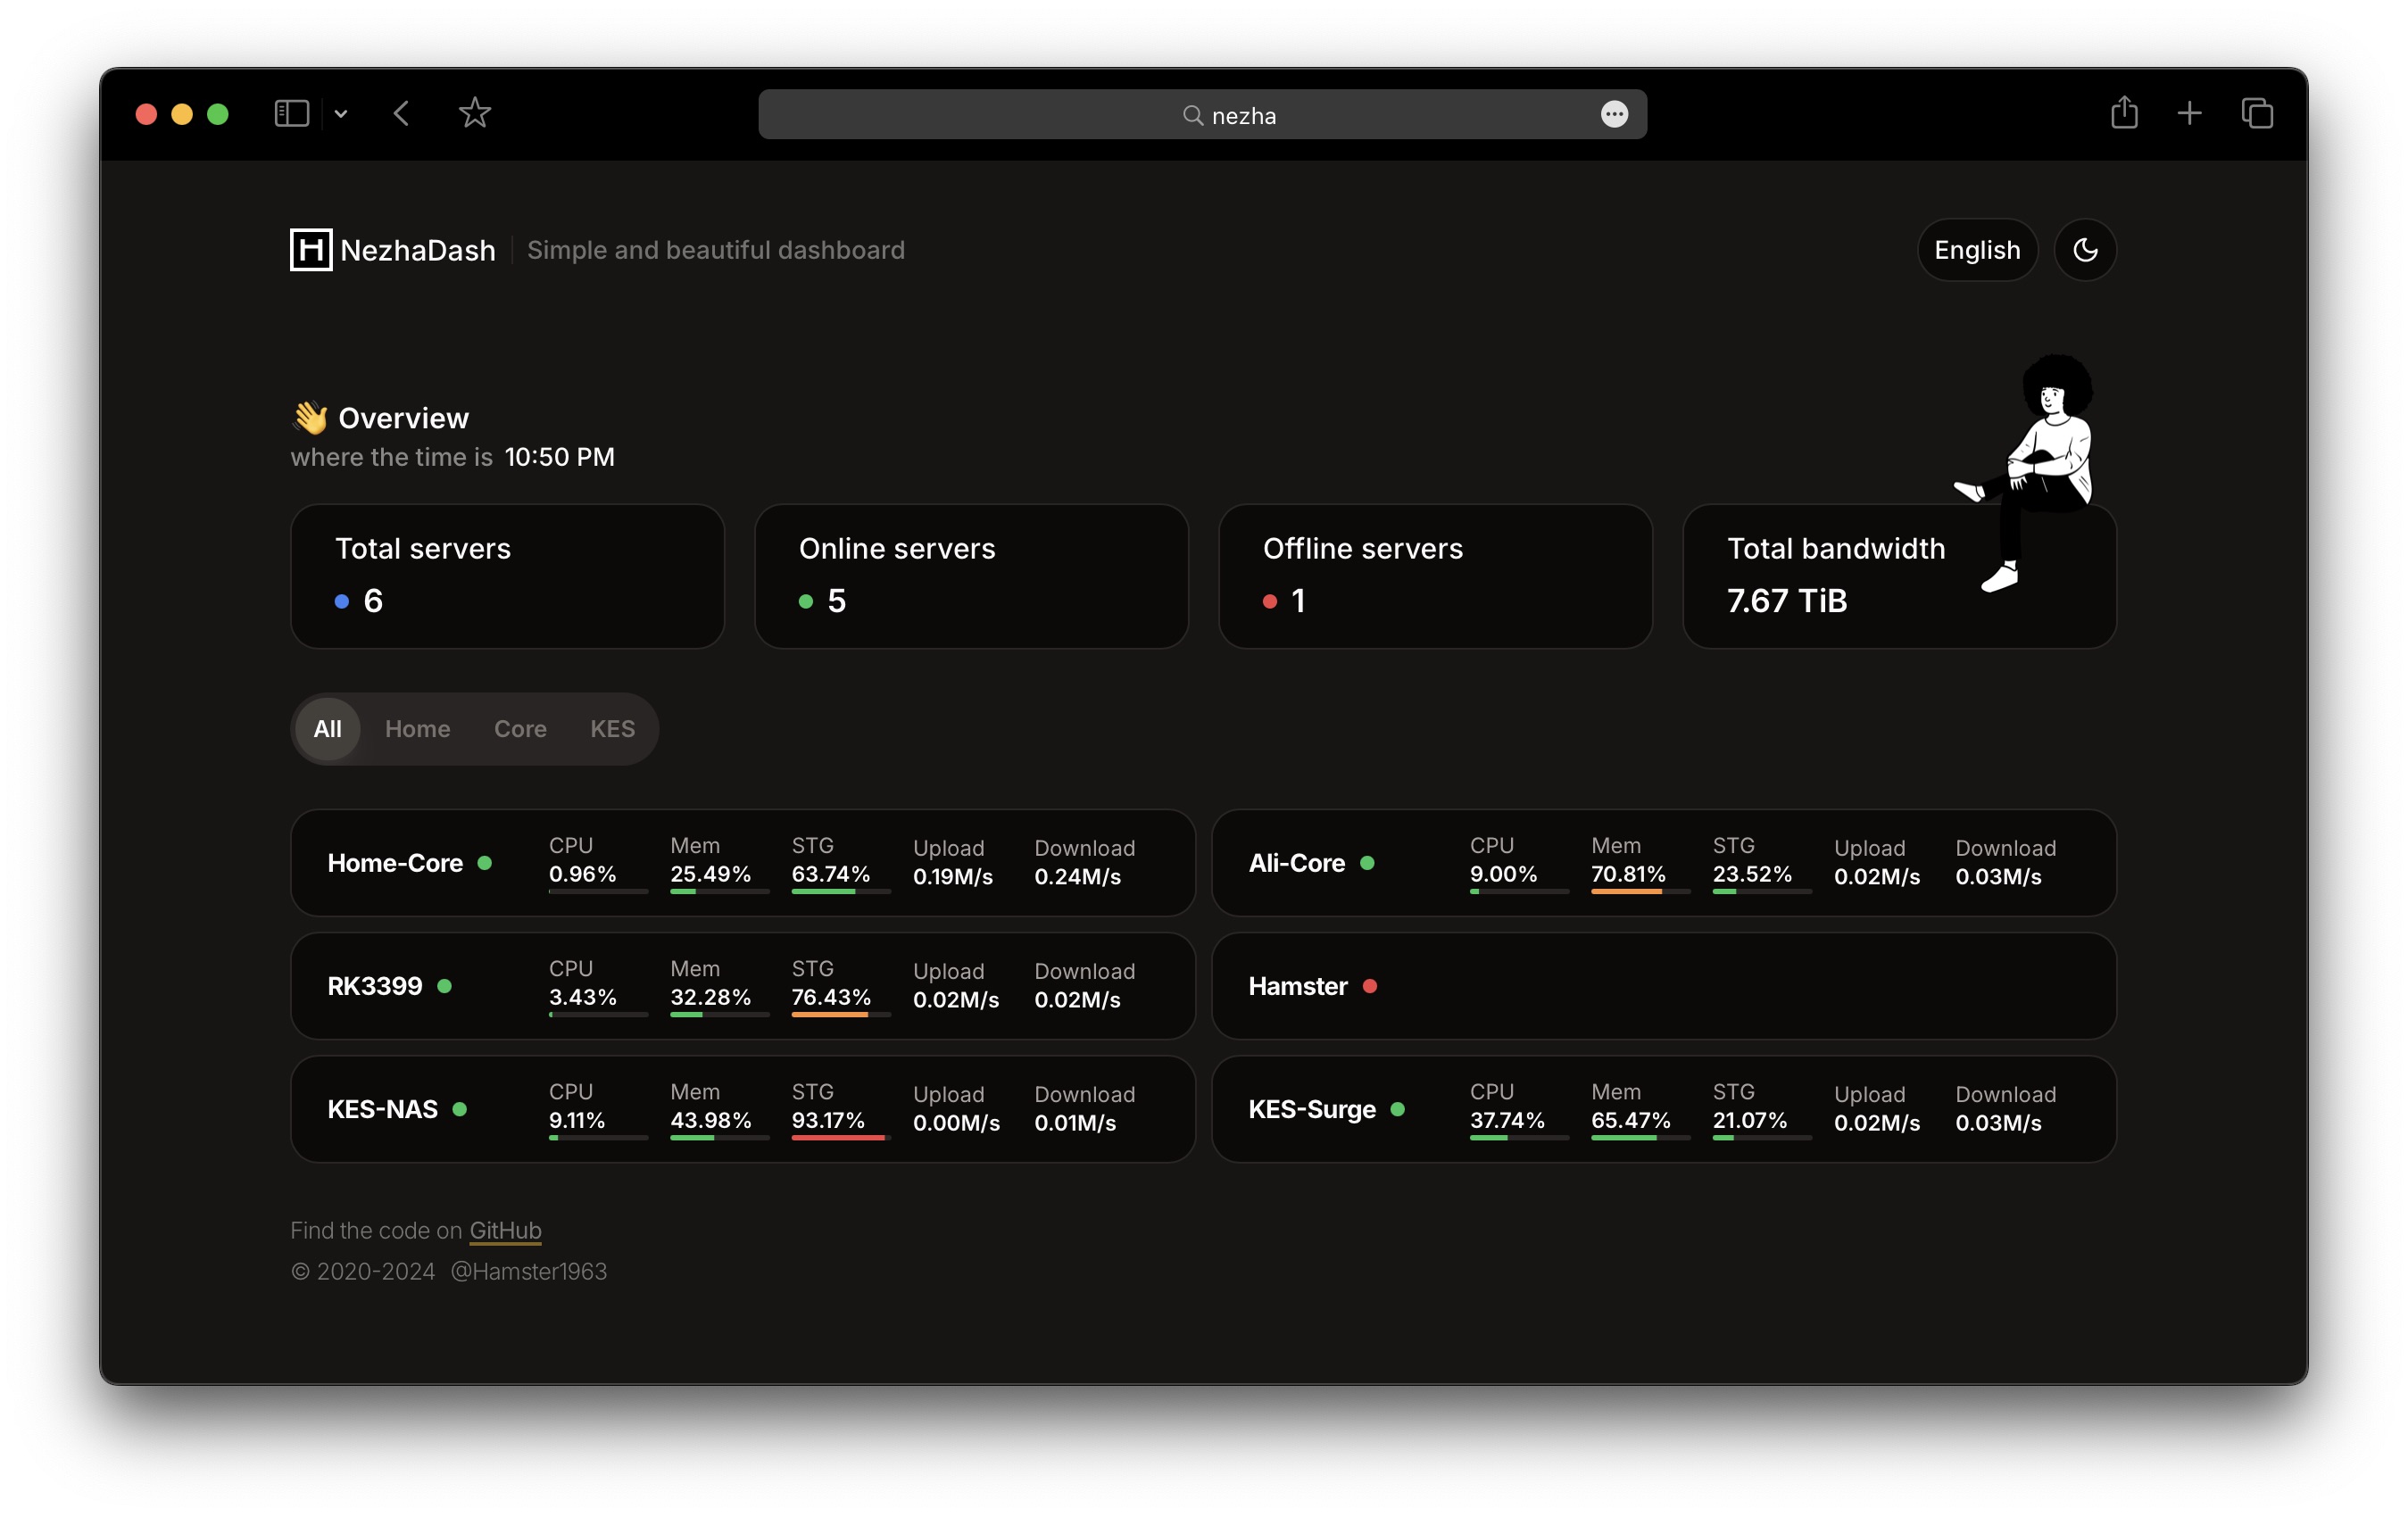 nezha
H NezhaDash Simple and beautiful dashboard English
👋 Overview
where the time is 10:50 PM
Total servers
6
Online servers
5
Offline servers
1
Total bandwidth
7.67 TiB
All Home Core KES
Home-Core
CPU Mem STG Upload Download
0.96% 25.49% 63.74% 0.19M/s 0.24M/s
Ali-Core
CPU Mem STG Upload Download
9.00% 70.81% 23.52% 0.02M/s 0.03M/s
RK3399
CPU Mem STG Upload Download
3.43% 32.28% 76.43% 0.02M/s 0.02M/s
Hamster
KES-NAS
CPU Mem STG Upload Download
9.11% 43.98% 93.17% 0.00M/s 0.01M/s
KES-Surge
CPU Mem STG Upload Download
37.74% 65.47% 21.07% 0.02M/s 0.03M/s
Find the code on GitHub
© 2020-2024 @Hamster1963